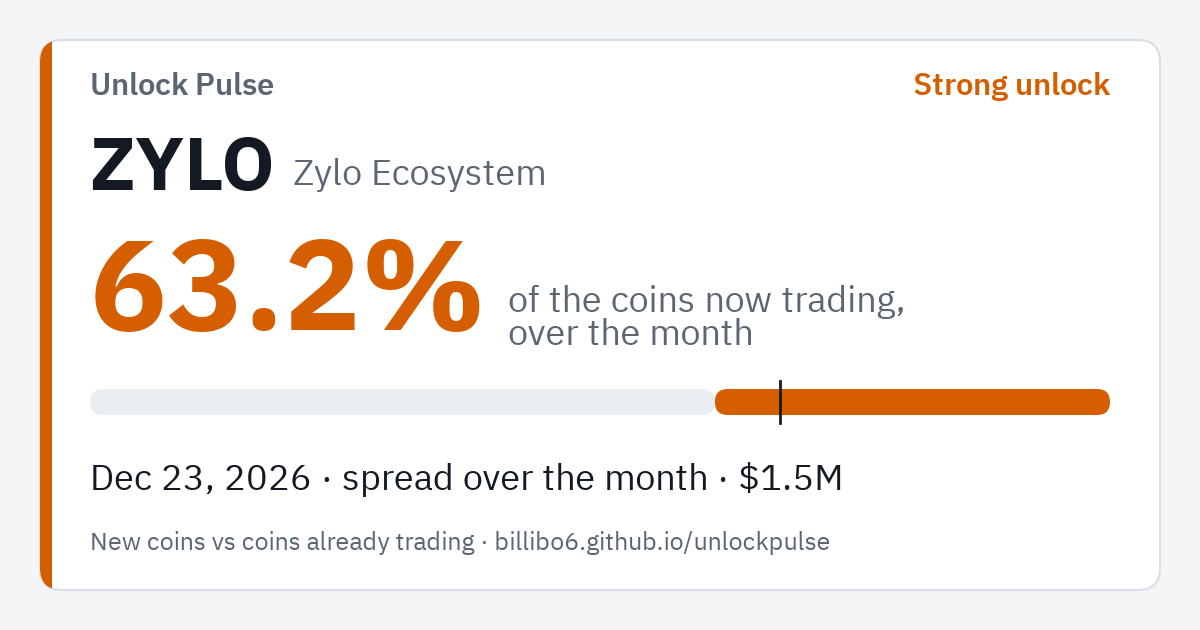 Unlock Pulse
Strong unlock
ZYLO Zylo Ecosystem
63.2% of the coins now trading,
over the month
Dec 23, 2026 · spread over the month · $1.5M
New coins vs coins already trading · billibo6.github.io/unlockpulse